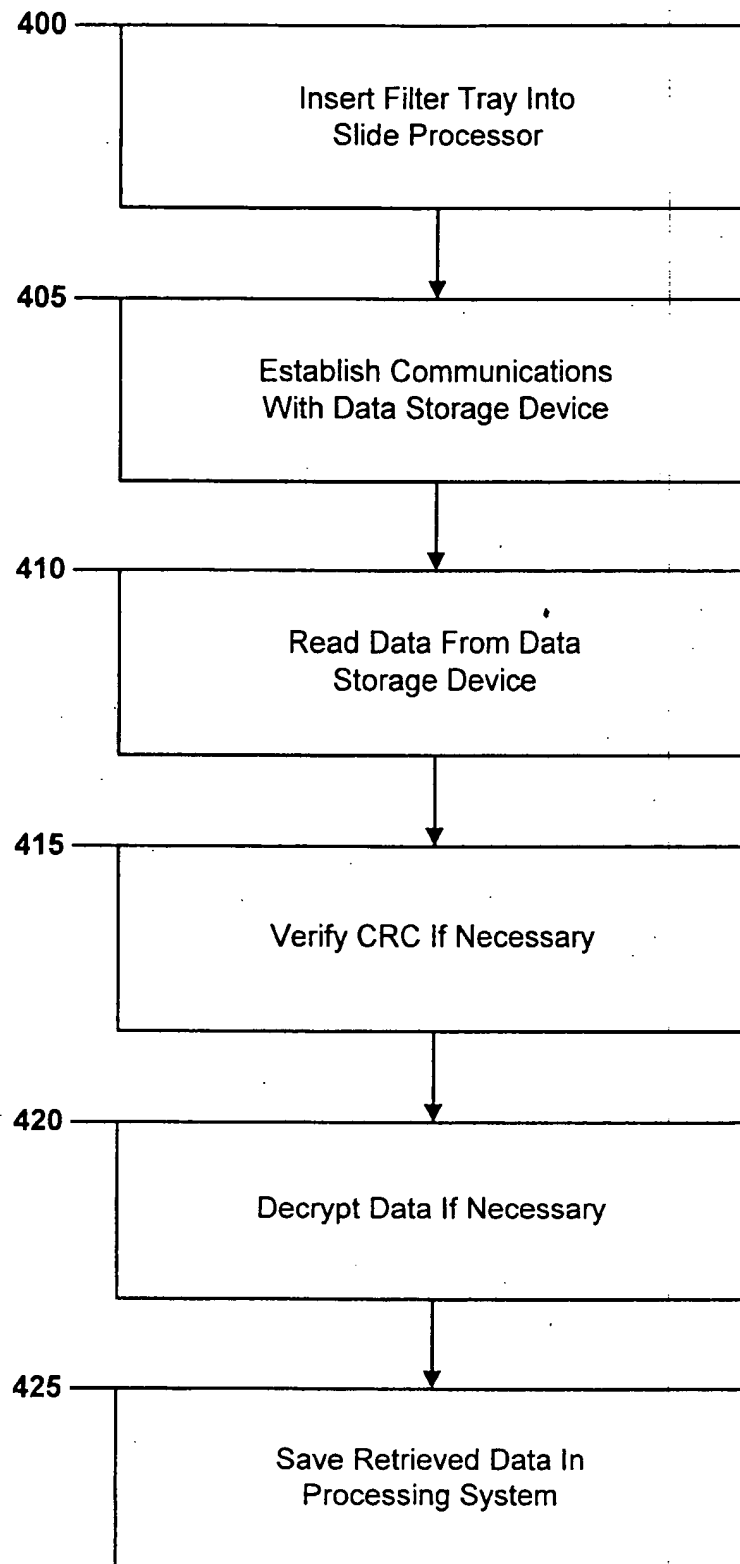 400
Insert Filter Tray Into
Slide Processor
405
Establish Communications
With Data Storage Device
410
Read Data From Data
Storage Device
415
Verify CRC If Necessary
420
Decrypt Data If Necessary
425
Save Retrieved Data In
Processing System